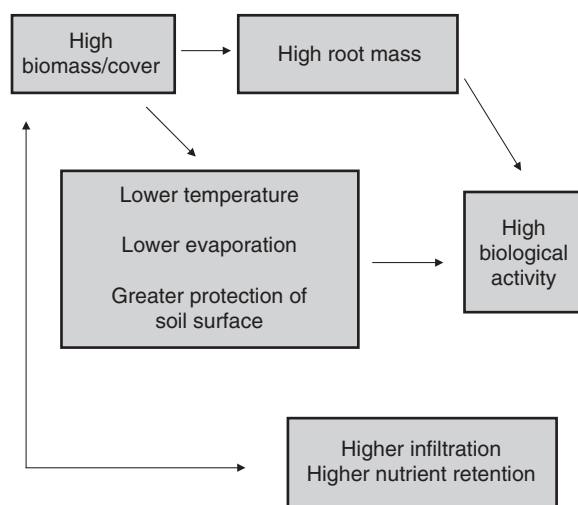 High
biomass/cover
High root mass
Lower temperature
Lower evaporation
Greater protection of
soil surface
High
biological
activity
Higher infiltration
Higher nutrient retention